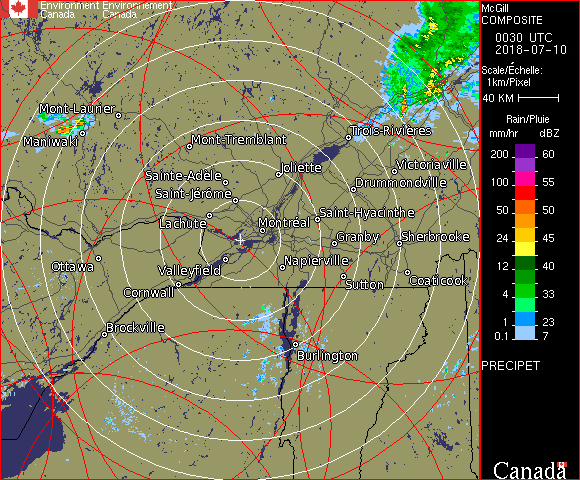 Environment Environnement
Canada Canada
McGill
COMPOSITE
0030 UTC
2018-07-10
Scale/Échelle:
1km/Pixel
40 KM
Rain/Pluie
mm/hr dBZ
200 60
100 55
50 50
24 45
12 40
4 33
1 23
0.1 7
PRECIPET
Canada
Mont-Laurier
Maniwaki
Mont-Tremblant
Trois-Rivières
Sainte-Adèle
Joliette
Victoriaville
Saint-Jérôme
Drummondville
Lachute
Montréal
Saint-Hyacinthe
Granby
Sherbrooke
Ottawa
Valleyfield
Napierville
Cornwall
Sutton
Coaticook
Brockville
Burlington